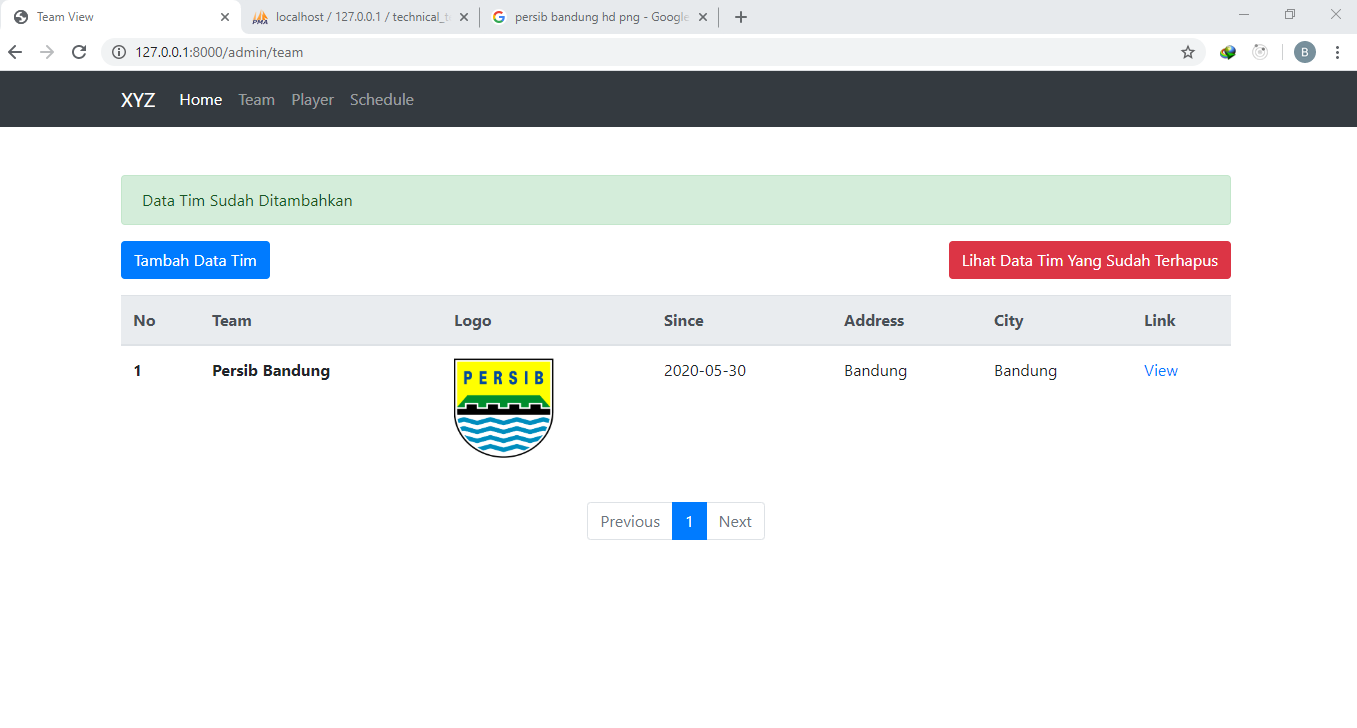 Team View
localhost / 127.0.0.1 / technical_t
persib bandung hd png - Google
127.0.0.1:8000/admin/team
B
XYZ Home Team Player Schedule
Data Tim Sudah Ditambahkan
Tambah Data Tim
Lihat Data Tim Yang Sudah Terhapus
No Team Logo Since Address City Link
1 Persib Bandung PERSIB 2020-05-30 Bandung Bandung View
Previous 1 Next